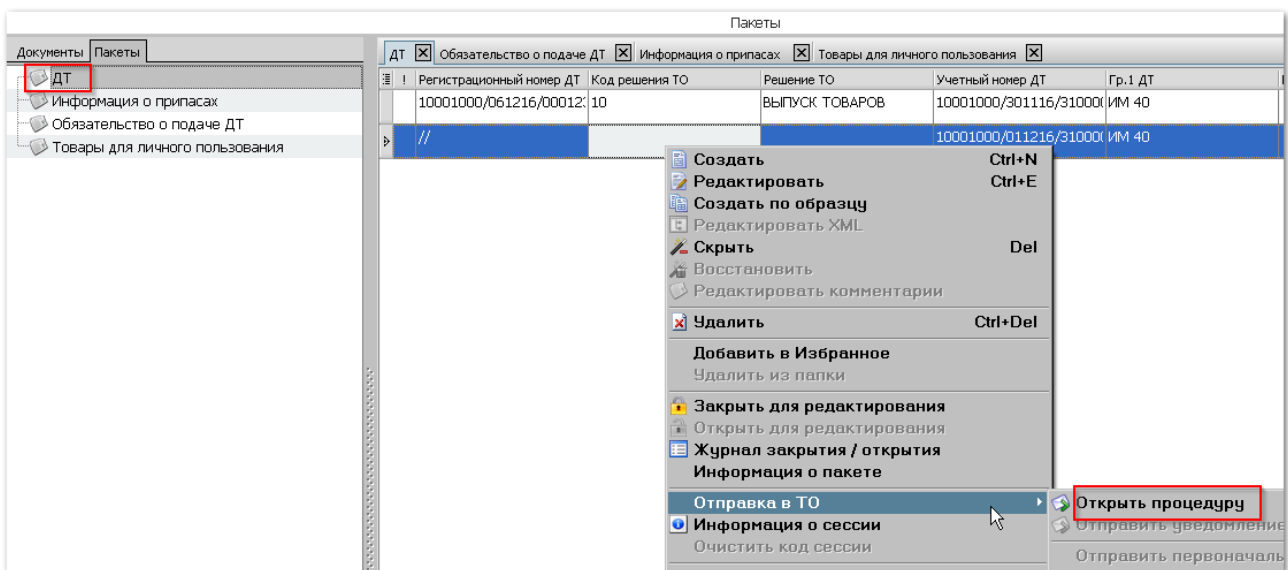 Пакеты
Документы Пакеты
ДТ
Информация о припасах
Обязательство о подаче ДТ
Товары для личного пользования
ДТ Обязательство о подаче ДТ Информация о припасах Товары для личного пользования
! Регистрационный номер ДТ Код решения ТО Решение ТО Учетный номер ДТ Гр.1 ДТ
10001000/061216/00012 10 ВЫПУСК ТОВАРОВ 10001000/301116/31000 ИМ 40
// 10001000/011216/31000 ИМ 40
Создать Ctrl+N
Редактировать Ctrl+E
Создать по образцу
Редактировать XML
Скрыть Del
Восстановить
Редактировать комментарии
Удалить Ctrl+Del
Добавить в Избранное
Удалить из папки
Закрыть для редактирования
Открыть для редактирования
Журнал закрытия / открытия
Информация о пакете
Отправка в ТО
Открыть процедуру
Информация о сессии
Отправить уведомление
Очистить код сессии
Отправить первоначаль